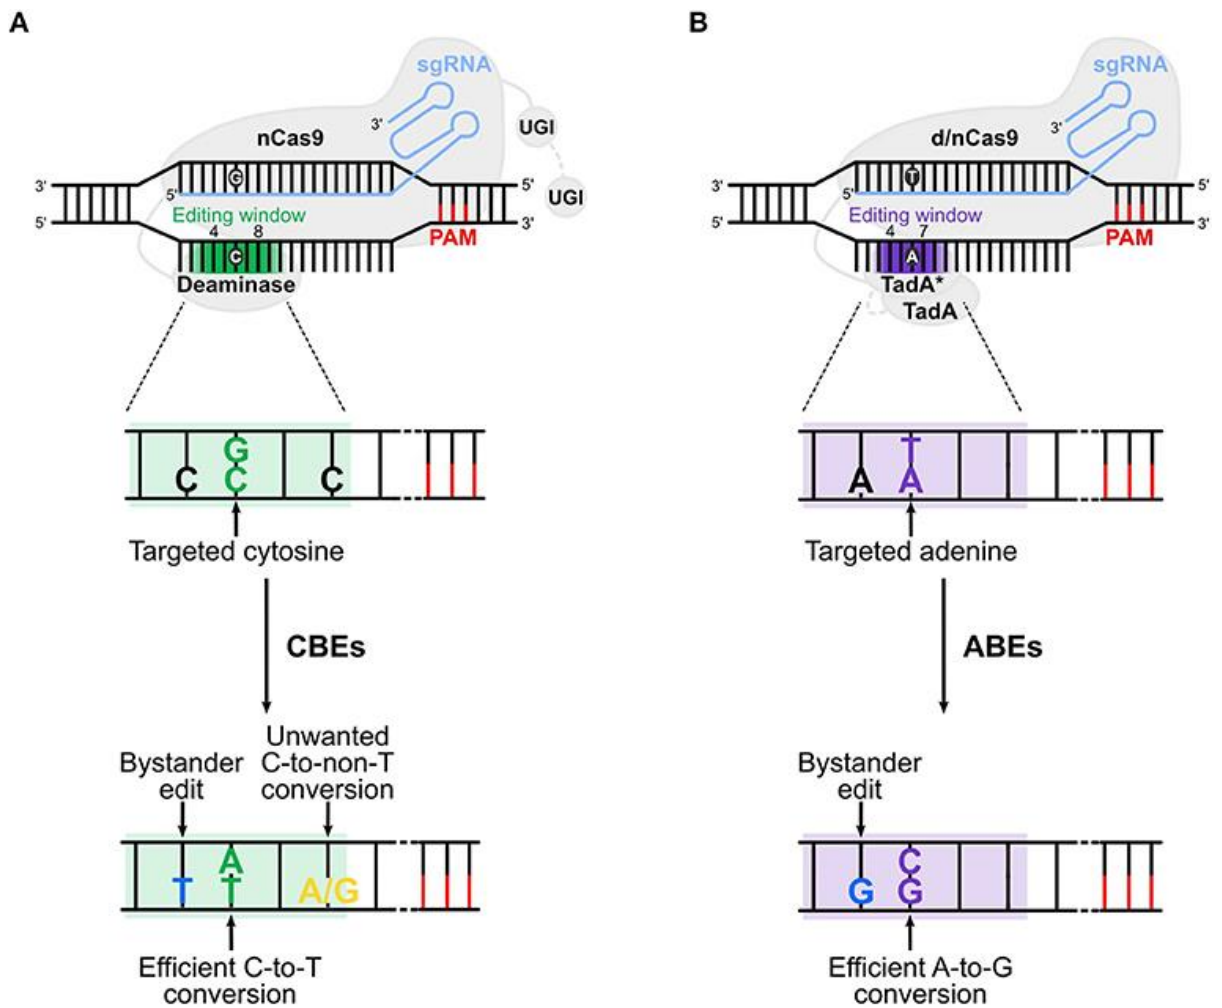 A
sgRNA
3'
UGI
nCas9
UGI
3'
5'
G
5'
Editing window
5'
3'
4 8
PAM
C
Deaminase
G
C C C
Targeted cytosine
CBEs
Unwanted
C-to-non-T
conversion
Bystander
edit
A
T T A/G
Efficient C-to-T
conversion
B
sgRNA
3'
d/nCas9
3'
5'
T
5'
Editing window
5'
3'
4 7
PAM
A
TadA*
TadA
T
A A
Targeted adenine
ABEs
Bystander
edit
C
G G
Efficient A-to-G
conversion